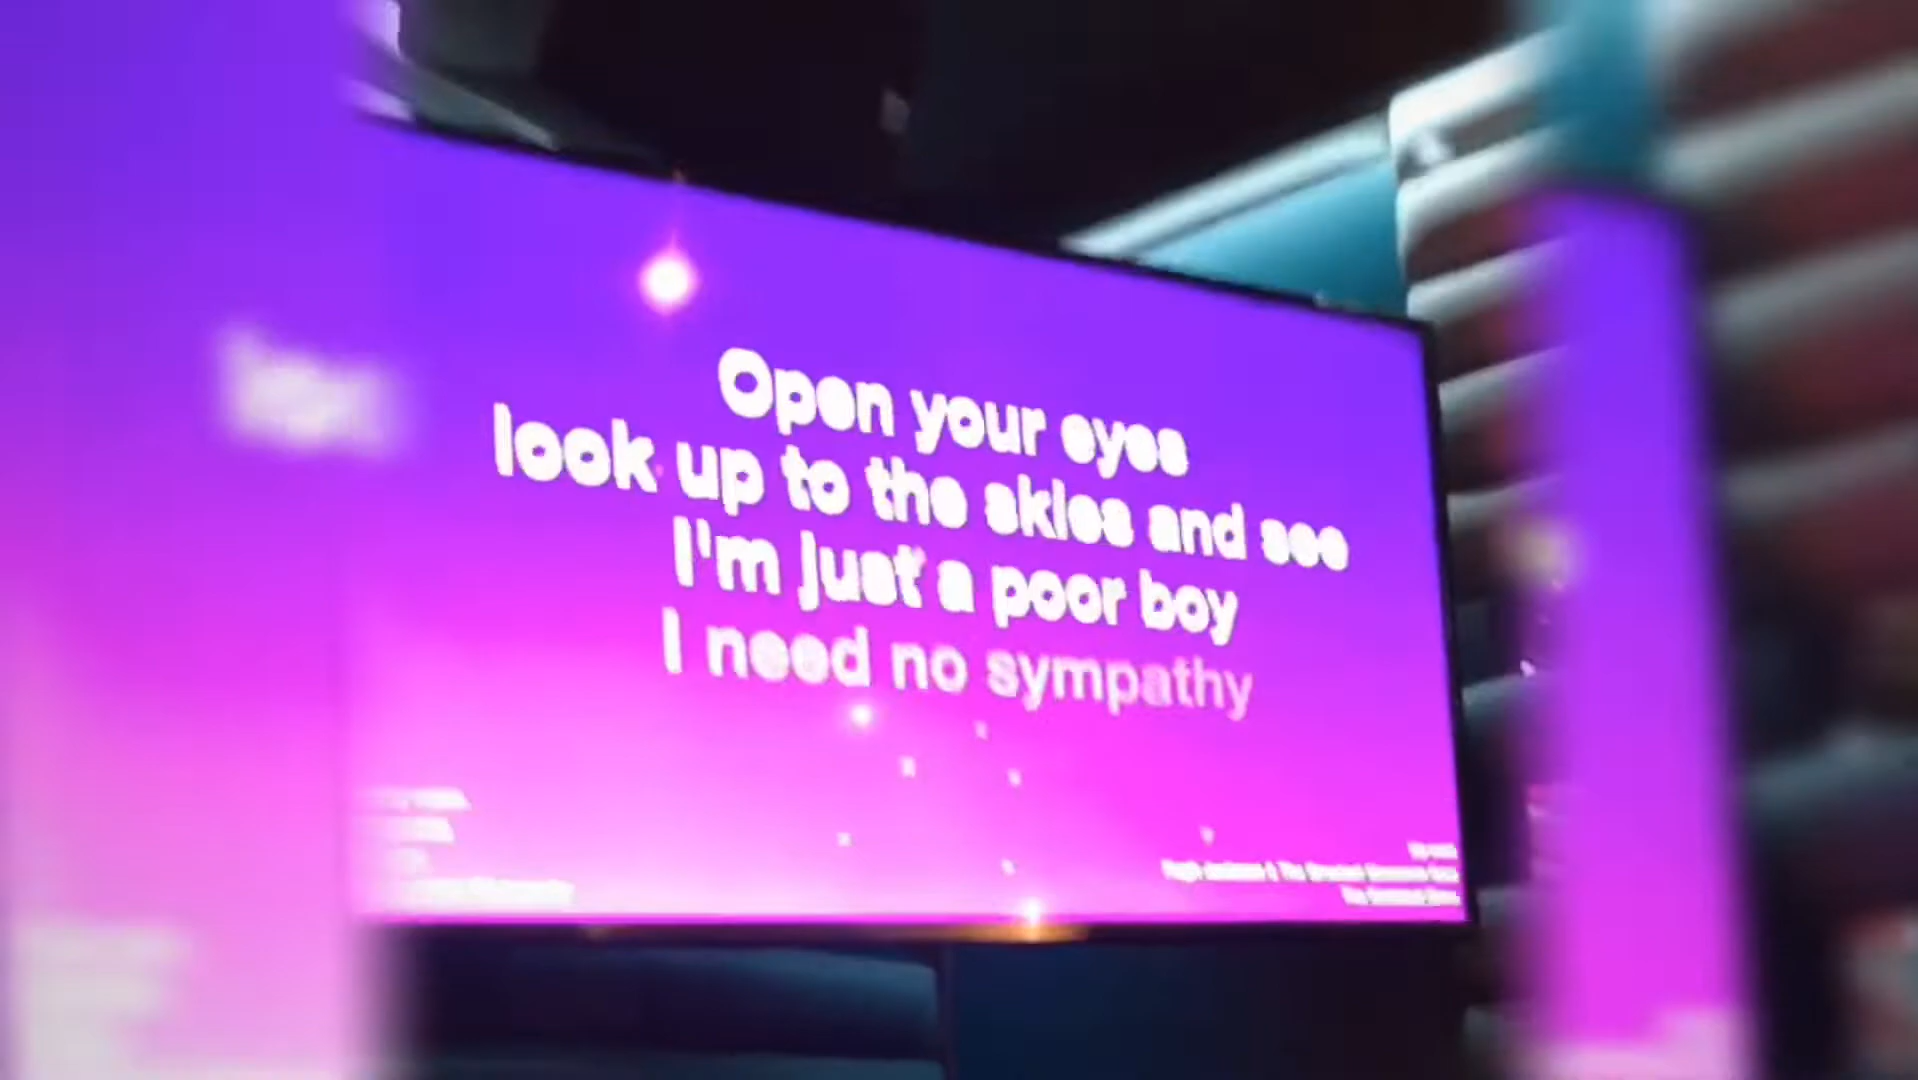 Open your eyes
look up to the skies and see
I'm just a poor boy
I need no sympathy